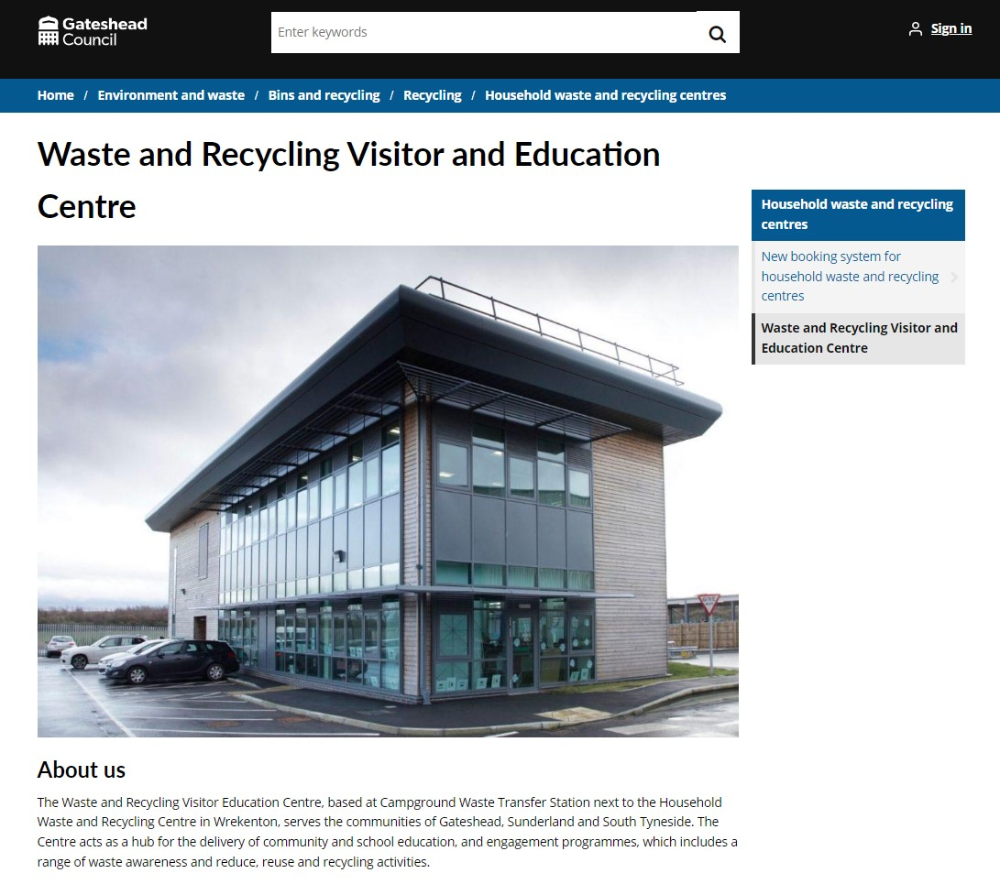 Gateshead
Council
Enter keywords
Sign in
Home / Environment and waste / Bins and recycling / Recycling / Household waste and recycling centres
Waste and Recycling Visitor and Education
Centre
Household waste and recycling
centres
New booking system for
household waste and recycling
centres
Waste and Recycling Visitor and
Education Centre
GIVE
About us
The Waste and Recycling Visitor Education Centre, based at Campground Waste Transfer Station next to the Household
Waste and Recycling Centre in Wrekenton, serves the communities of Gateshead, Sunderland and South Tyneside. The
Centre acts as a hub for the delivery of community and school education, and engagement programmes, which includes a
range of waste awareness and reduce, reuse and recycling activities.